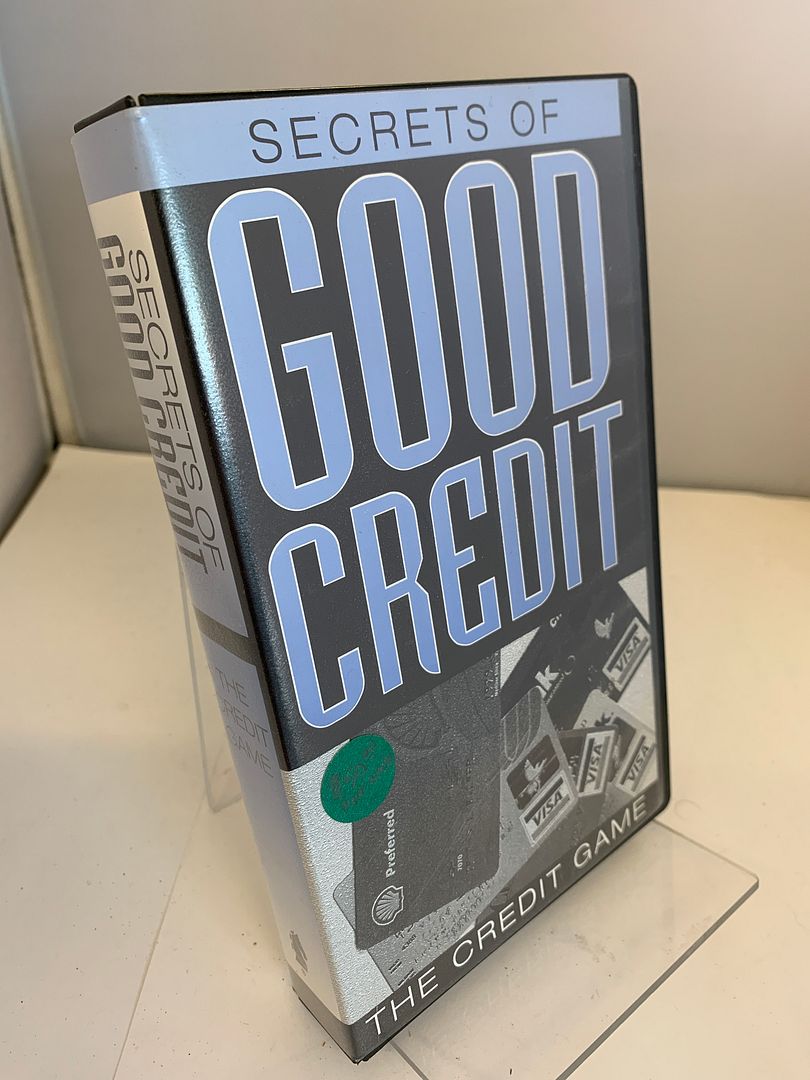 SECRETS OF
GOOD
CREDIT
Preferred
7070
VISA
VISA
VISA
VISA
THE CREDIT GAME
SECRETS OF
GOOD CREDIT
THE
CREDIT
GAME